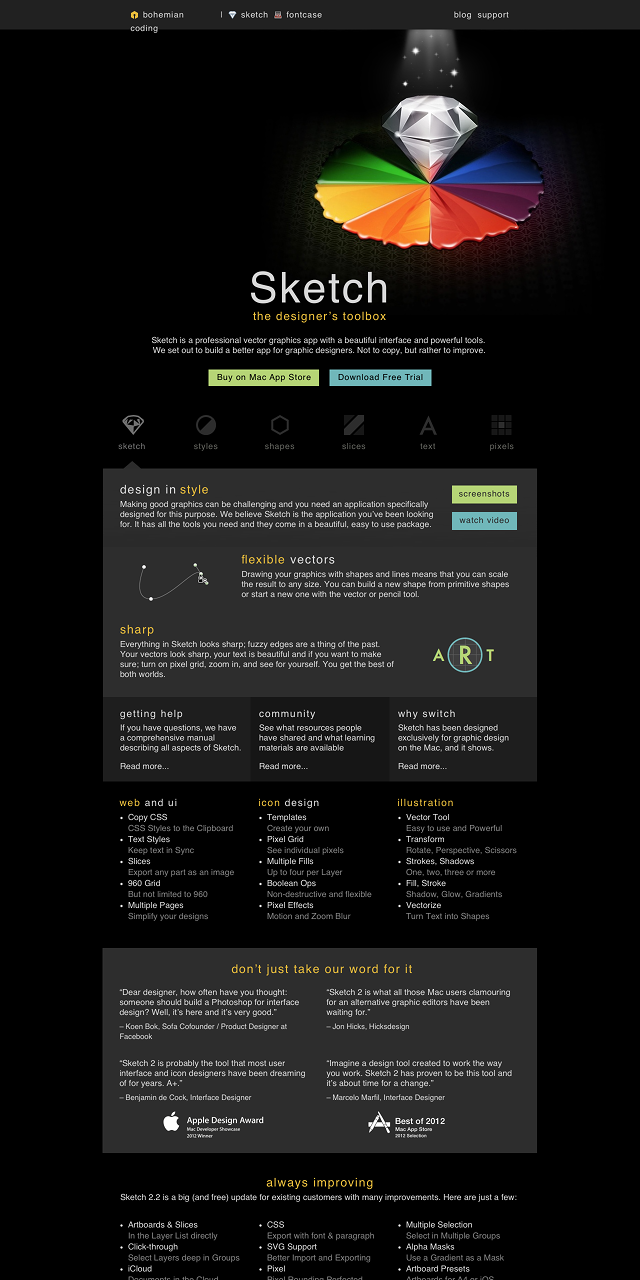 bohemian coding | sketch fontcase blog support
Sketch
the designer's toolbox
Sketch is a professional vector graphics app with a beautiful interface and powerful tools.
We set out to build a better app for graphic designers. Not to copy, but rather to improve.
Buy on Mac App Store Download Free Trial
sketch styles shapes slices text pixels
design in style
Making good graphics can be challenging and you need an application specifically
designed for this purpose. We believe Sketch is the application you've been looking
for. It has all the tools you need and they come in a beautiful, easy to use package.
screenshots
watch video
flexible vectors
Drawing your graphics with shapes and lines means that you can scale
the result to any size. You can build a new shape from primitive shapes
or start a new one with the vector or pencil tool.
sharp
Everything in Sketch looks sharp; fuzzy edges are a thing of the past.
Your vectors look sharp, your text is beautiful and if you want to make
sure; turn on pixel grid, zoom in, and see for yourself. You get the best of
both worlds.
ART
getting help
If you have questions, we have
a comprehensive manual
describing all aspects of Sketch.
Read more...
community
See what resources people
have shared and what learning
materials are available
Read more...
why switch
Sketch has been designed
exclusively for graphic design
on the Mac, and it shows.
Read more...
web and ui
• Copy CSS
CSS Styles to the Clipboard
• Text Styles
Keep text in Sync
• Slices
Export any part as an image
• 960 Grid
But not limited to 960
• Multiple Pages
Simplify your designs
icon design
• Templates
Create your own
• Pixel Grid
See individual pixels
• Multiple Fills
Up to four per Layer
• Boolean Ops
Non-destructive and flexible
• Pixel Effects
Motion and Zoom Blur
illustration
• Vector Tool
Easy to use and Powerful
• Transform
Rotate, Perspective, Scissors
• Strokes, Shadows
One, two, three or more
• Fill, Stroke
Shadow, Glow, Gradients
• Vectorize
Turn Text into Shapes
don't just take our word for it
“Dear designer, how often have you thought:
someone should build a Photoshop for interface
design? Well, it's here and it's very good.”
– Koen Bok, Sofa Cofounder / Product Designer at
Facebook
“Sketch 2 is what all those Mac users clamouring
for an alternative graphic editors have been
waiting for.”
– Jon Hicks, Hicksdesign
“Sketch 2 is probably the tool that most user
interface and icon designers have been dreaming
of for years. A+.”
– Benjamin de Cock, Interface Designer
“Imagine a design tool created to work the way
you work. Sketch 2 has proven to be this tool and
it's about time for a change.”
– Marcelo Marfil, Interface Designer
Apple Design Award
Mac Developer Showcase
2012 Winner
Best of 2012
Mac App Store
2012 Selection
always improving
Sketch 2.2 is a big (and free) update for existing customers with many improvements. Here are just a few:
• Artboards & Slices
In the Layer List directly
• Click-through
Select Layers deep in Groups
• iCloud
Documents in the Cloud
• CSS
Export with font & paragraph
• SVG Support
Better Import and Exporting
• Pixel
Pixel Rounding Perfected
• Multiple Selection
Select in Multiple Groups
• Alpha Masks
Use a Gradient as a Mask
• Artboard Presets
Artboards for A4 or iOS